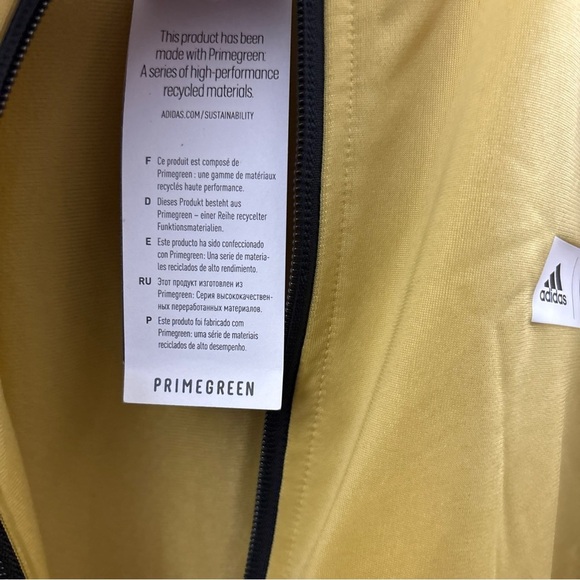 This product has been
made with Primegreen:
A series of high-performance
recycled materials.
ADIDAS.COM/SUSTAINABILITY
F Ce produit est composé de
Primegreen : une gamme de matériaux
recyclés haute performance.
D Dieses Produkt besteht aus
Primegreen – einer Reihe recycelter
Funktionsmaterialien.
E Este producto ha sido confeccionado
con Primegreen: Una serie de materia-
les reciclados de alto rendimiento.
RU Этот продукт изготовлен из
Primegreen: Серия высококачествен-
ных переработанных материалов.
P Este produto foi fabricado com
Primegreen: uma série de materiais
reciclados de alto desempenho.
PRIMEGREEN
adidas